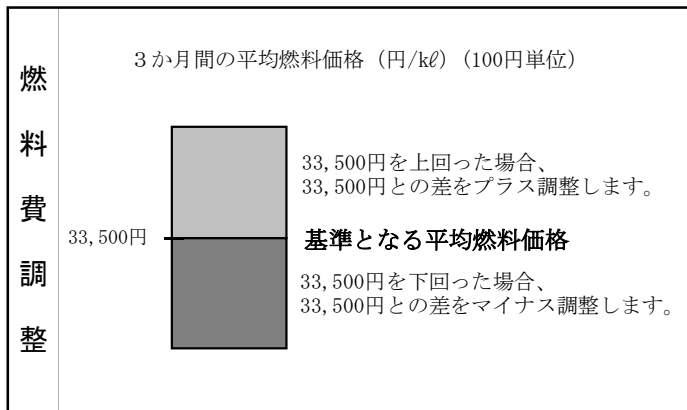 燃料費調整
３か月間の平均燃料価格（円/kℓ）（100円単位）
33,500円を上回った場合、
33,500円との差をプラス調整します。
33,500円
基準となる平均燃料価格
33,500円を下回った場合、
33,500円との差をマイナス調整します。